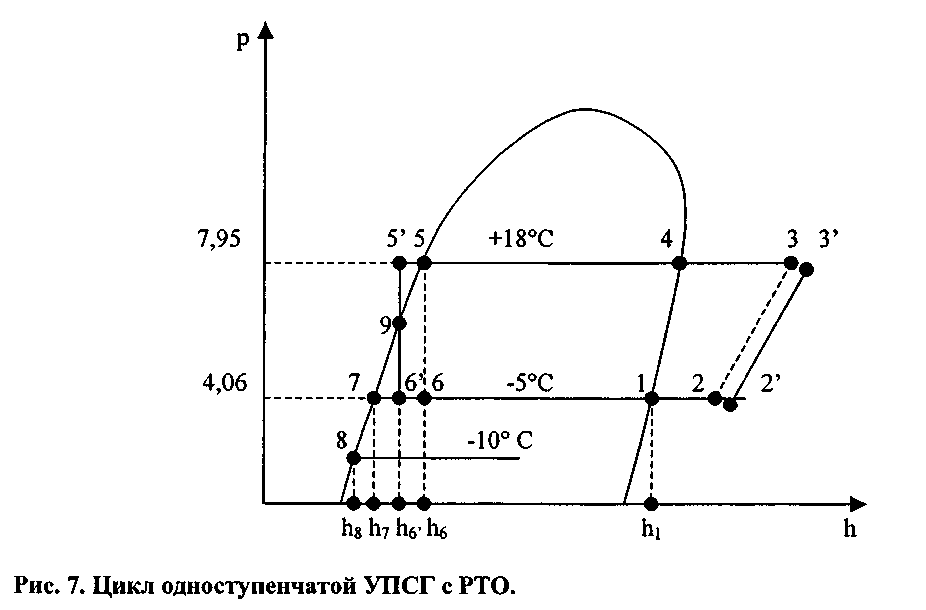 p
7,95 5’ 5 +18°C 4 3 3’
9
4,06 7 6’ 6 -5°C 1 2 2’
8 -10° C
h8 h7 h6’ h6 h1 h
Рис. 7. Цикл одноступенчатой УПСГ с РТО.